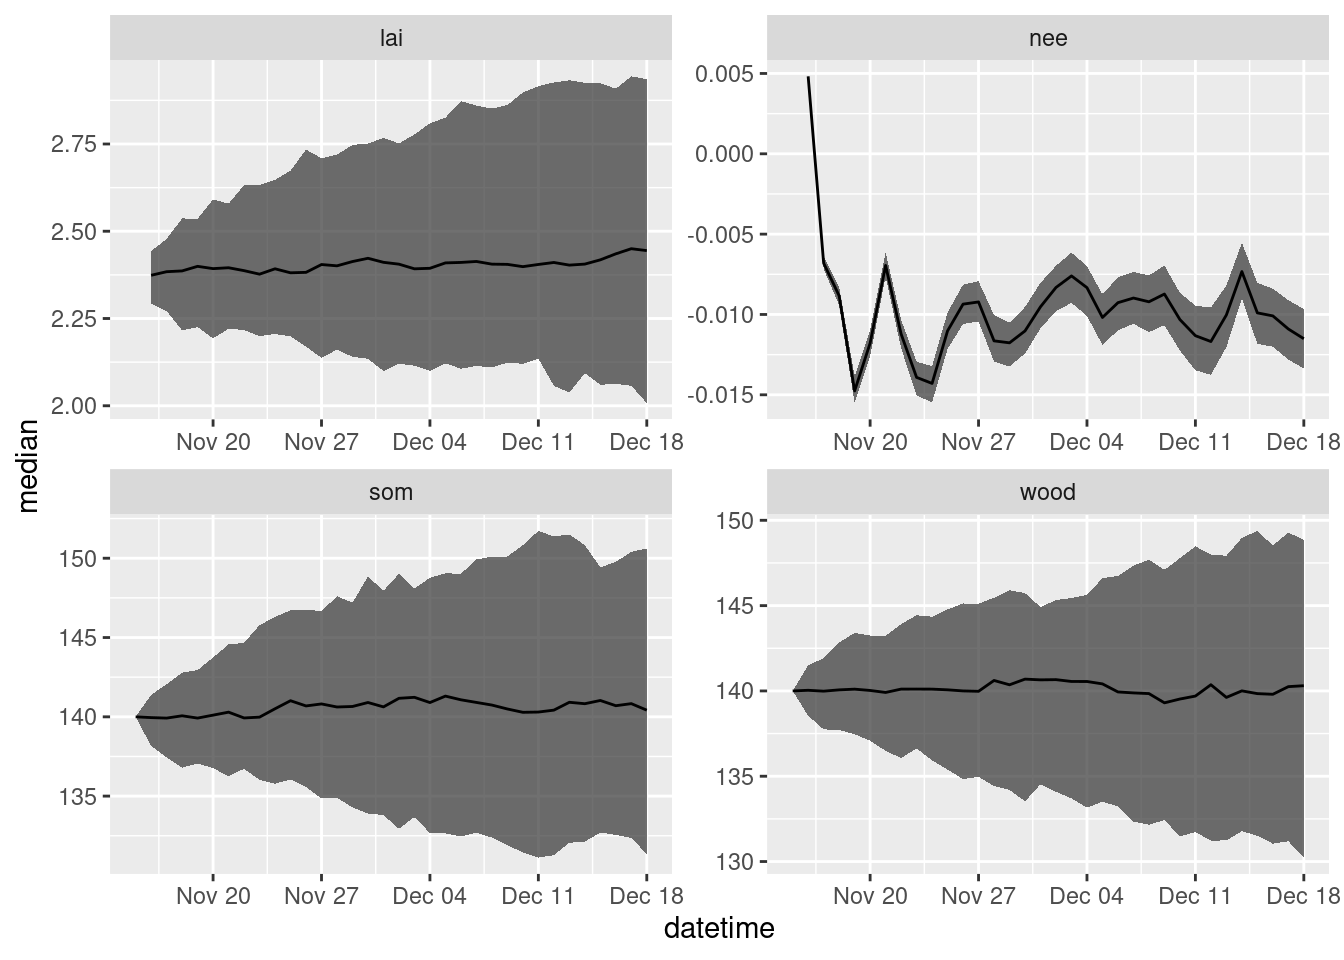 lai
nee
2.75
2.50
2.25
2.00
0.005
0.000
-0.005
-0.010
-0.015
Nov 20 Nov 27 Dec 04 Dec 11 Dec 18
Nov 20 Nov 27 Dec 04 Dec 11 Dec 18
median
som
wood
150
145
140
135
150
145
140
135
130
Nov 20 Nov 27 Dec 04 Dec 11 Dec 18
Nov 20 Nov 27 Dec 04 Dec 11 Dec 18
datetime